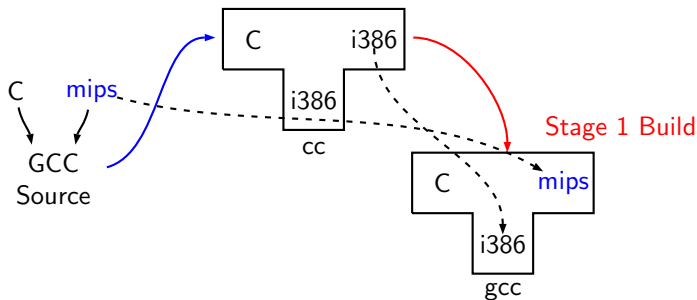 C
mips
GCC
Source
C
i386
i386
cc
Stage 1 Build
C
mips
i386
gcc